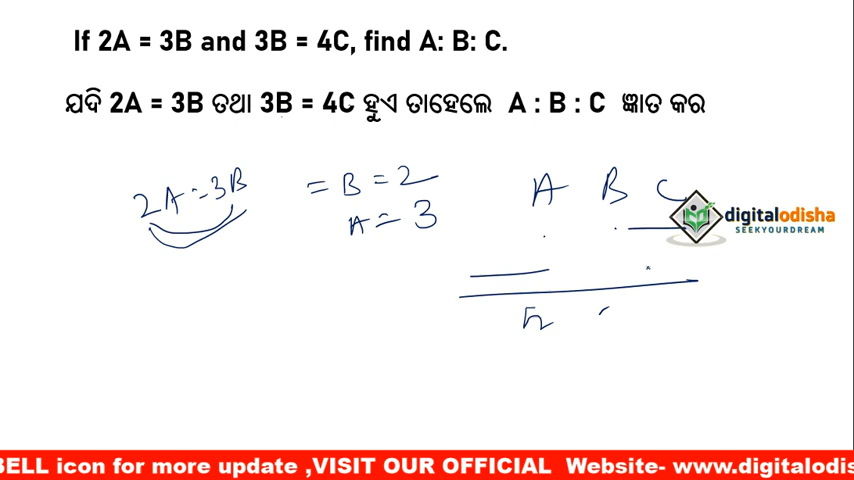 If 2A = 3B and 3B = 4C, find A: B: C.
ଯଦି 2A = 3B ତଥା 3B = 4C ହୁଏ ତାହେଲେ A : B : C ଜ୍ଞାତ କର
2A = 3B = B = 2
A = 3
A B C
digitalodisha
SEEKYOURDREAM
BELL icon for more update ,VISIT OUR OFFICIAL Website- www.digitalodis